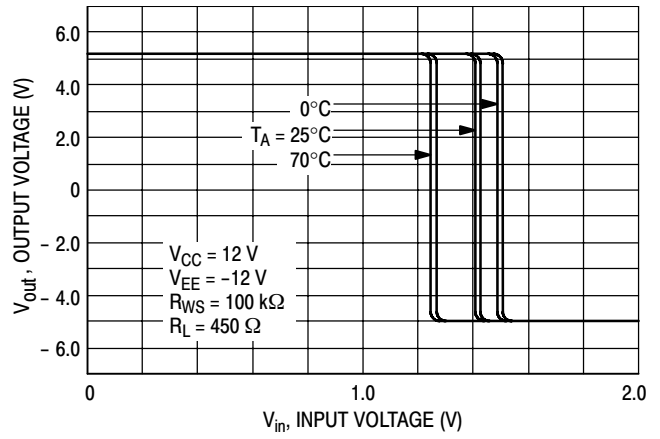 6.0
4.0
2.0
0
– 2.0
– 4.0
– 6.0
Vout, OUTPUT VOLTAGE (V)
0°C
TA = 25°C
70°C
VCC = 12 V
VEE = –12 V
RWS = 100 kΩ
RL = 450 Ω
0
1.0
2.0
Vin, INPUT VOLTAGE (V)